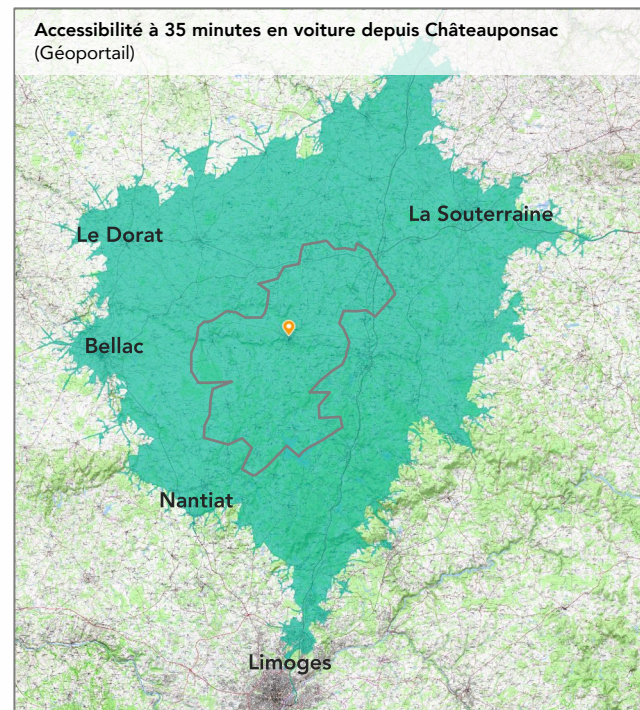 Accessibilité à 35 minutes en voiture depuis Châteauponsac
(Géoportail)
La Souterraine
Le Dorat
Bellac
Nantiat
Limoges